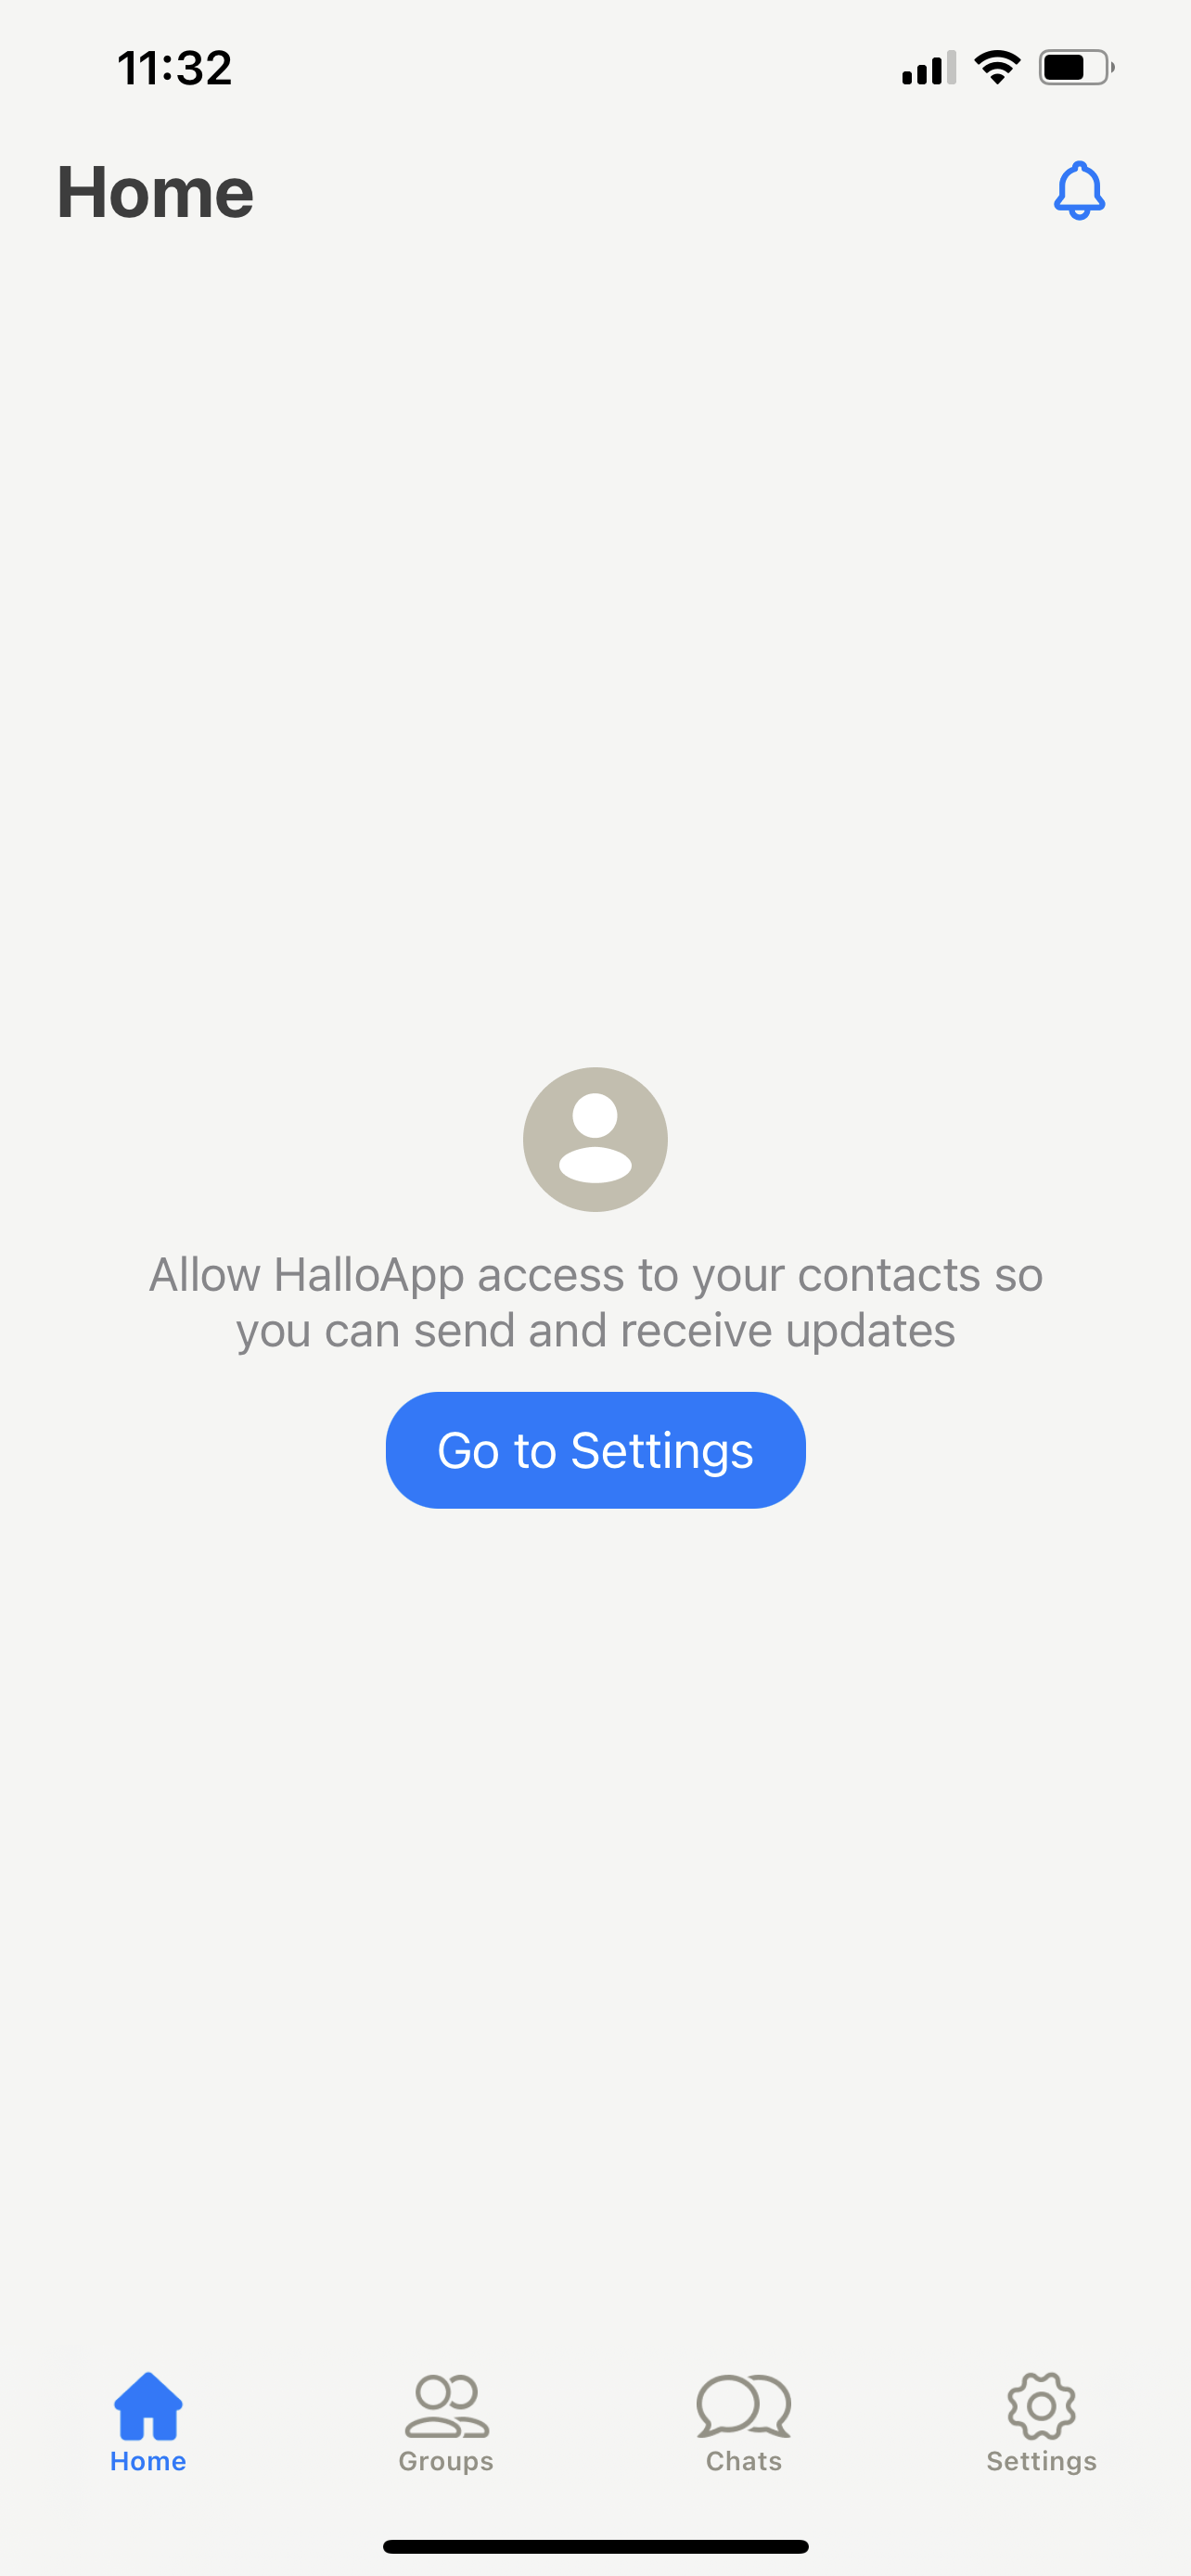 11:32
Home
Allow HalloApp access to your contacts so
you can send and receive updates
Go to Settings
Home
Groups
Chats
Settings